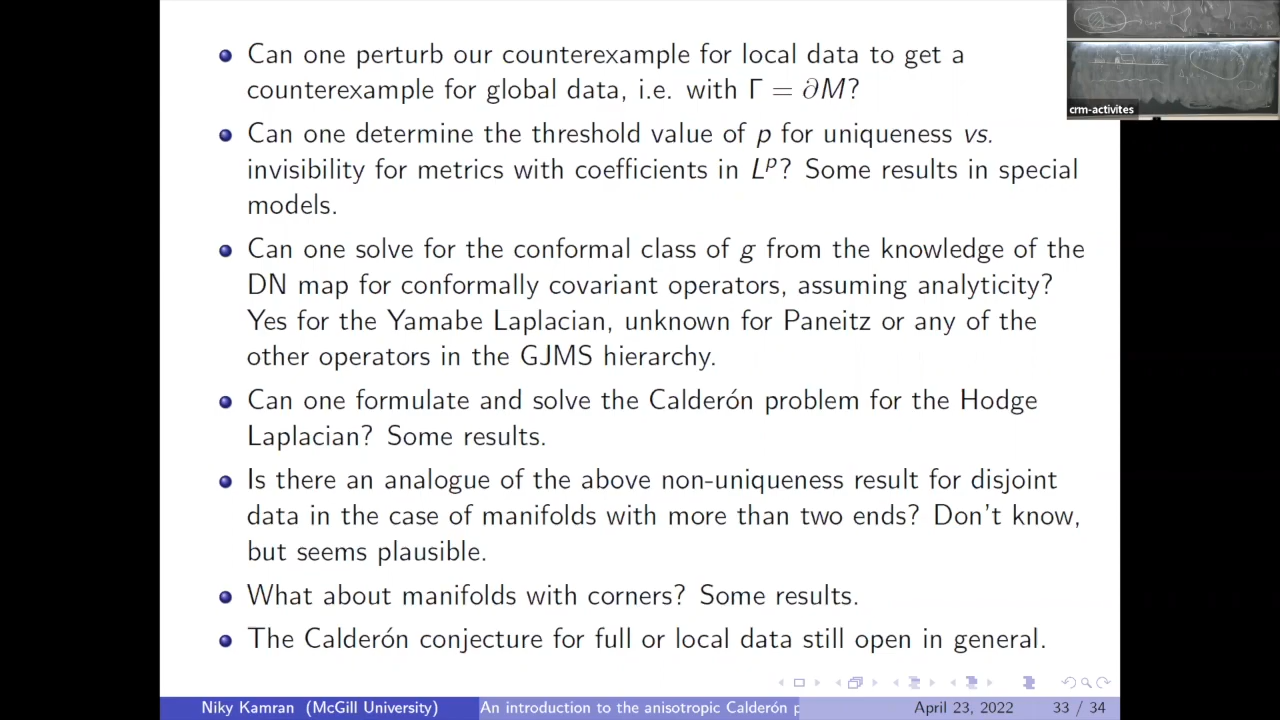 Can one perturb our counterexample for local data to get a
counterexample for global data, i.e. with Γ = ∂M?
Can one determine the threshold value of p for uniqueness vs.
invisibility for metrics with coefficients in Lᵖ? Some results in special
models.
Can one solve for the conformal class of g from the knowledge of the
DN map for conformally covariant operators, assuming analyticity?
Yes for the Yamabe Laplacian, unknown for Paneitz or any of the
other operators in the GJMS hierarchy.
Can one formulate and solve the Calderón problem for the Hodge
Laplacian? Some results.
Is there an analogue of the above non-uniqueness result for disjoint
data in the case of manifolds with more than two ends? Don't know,
but seems plausible.
What about manifolds with corners? Some results.
The Calderón conjecture for full or local data still open in general.
crm-activites
Niky Kamran (McGill University) An introduction to the anisotropic Calderón p April 23, 2022 33 / 34